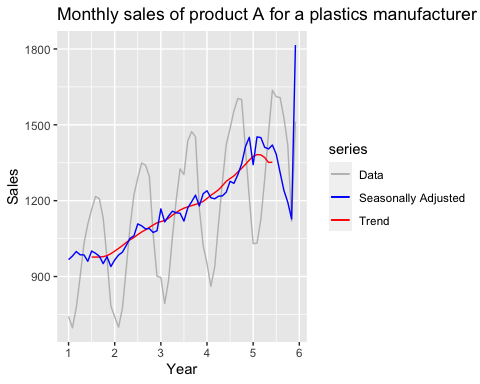 Monthly sales of product A for a plastics manufacturer
1800
1500
1200
900
Sales
1 2 3 4 5 6
Year
series
Data
Seasonally Adjusted
Trend